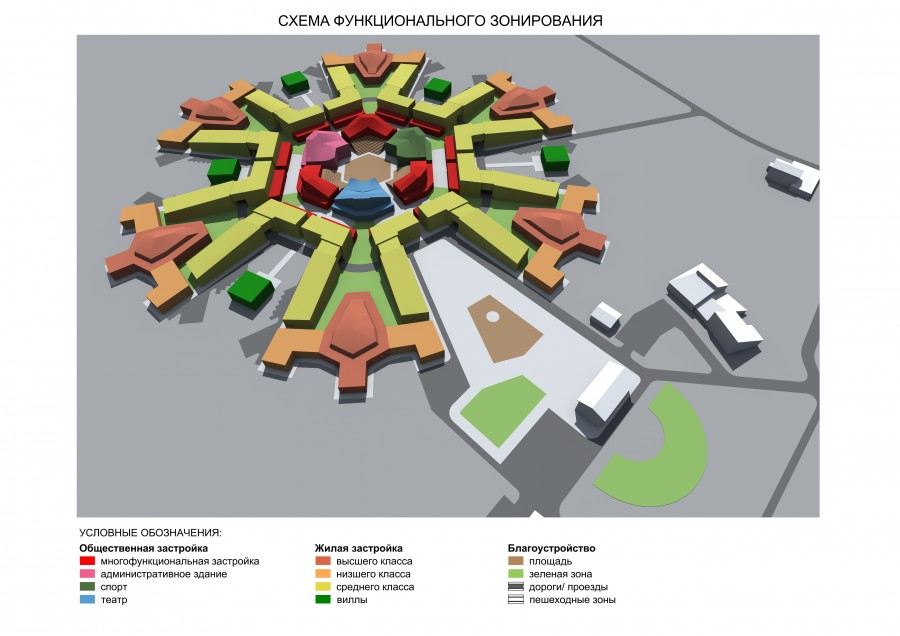 СХЕМА ФУНКЦИОНАЛЬНОГО ЗОНИРОВАНИЯ
УСЛОВНЫЕ ОБОЗНАЧЕНИЯ:
Общественная застройка
многофункциональная застройка
административное здание
спорт
театр
Жилая застройка
высшего класса
низшего класса
среднего класса
виллы
Благоустройство
площадь
зеленая зона
дороги/ проезды
пешеходные зоны